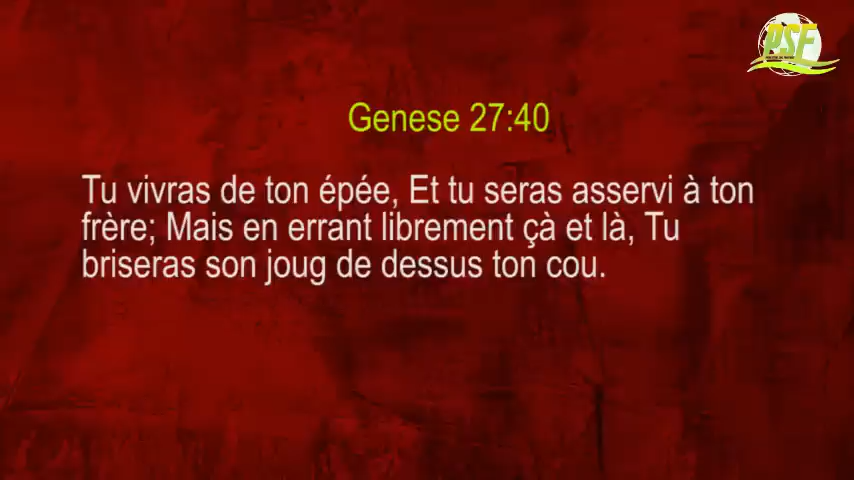 PSF
Genese 27:40
Tu vivras de ton épée, Et tu seras asservi à ton
frère; Mais en errant librement çà et là, Tu
briseras son joug de dessus ton cou.